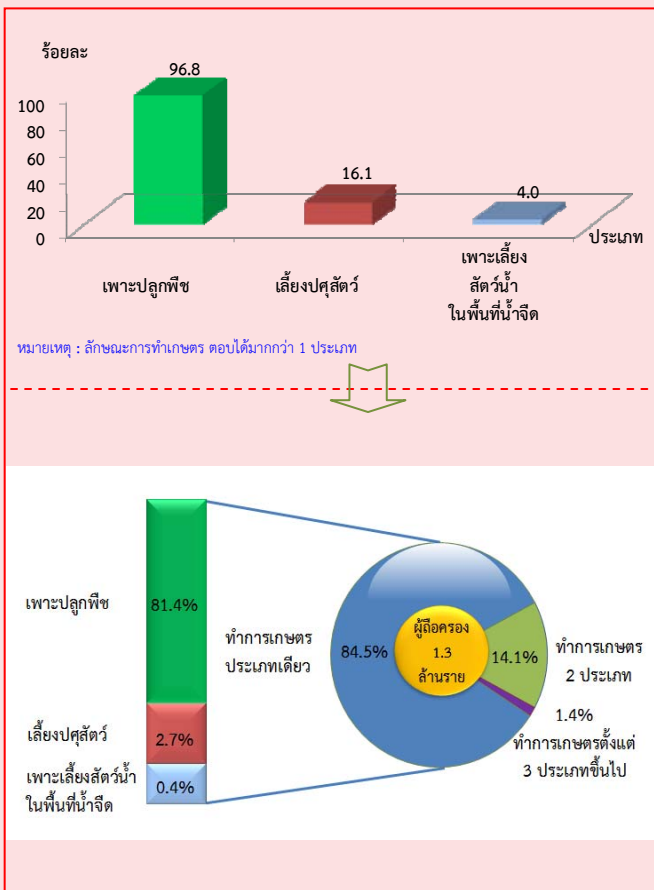 ร้อยละ
96.8
16.1
4.0
100
80
60
40
20
0
ประเภท
เพาะปลูกพืช
เลี้ยงปศุสัตว์
เพาะเลี้ยง
สัตว์น้ำ
ในพื้นที่น้ำจืด
หมายเหตุ : ลักษณะการทำเกษตร ตอบได้มากกว่า 1 ประเภท
เพาะปลูกพืช
81.4%
เลี้ยงปศุสัตว์
2.7%
เพาะเลี้ยงสัตว์น้ำ
ในพื้นที่น้ำจืด
0.4%
ทำการเกษตร
ประเภทเดียว
84.5%
ผู้ถือครอง
1.3
ล้านราย
14.1%
ทำการเกษตร
2 ประเภท
1.4%
ทำการเกษตรตั้งแต่
3 ประเภทขึ้นไป